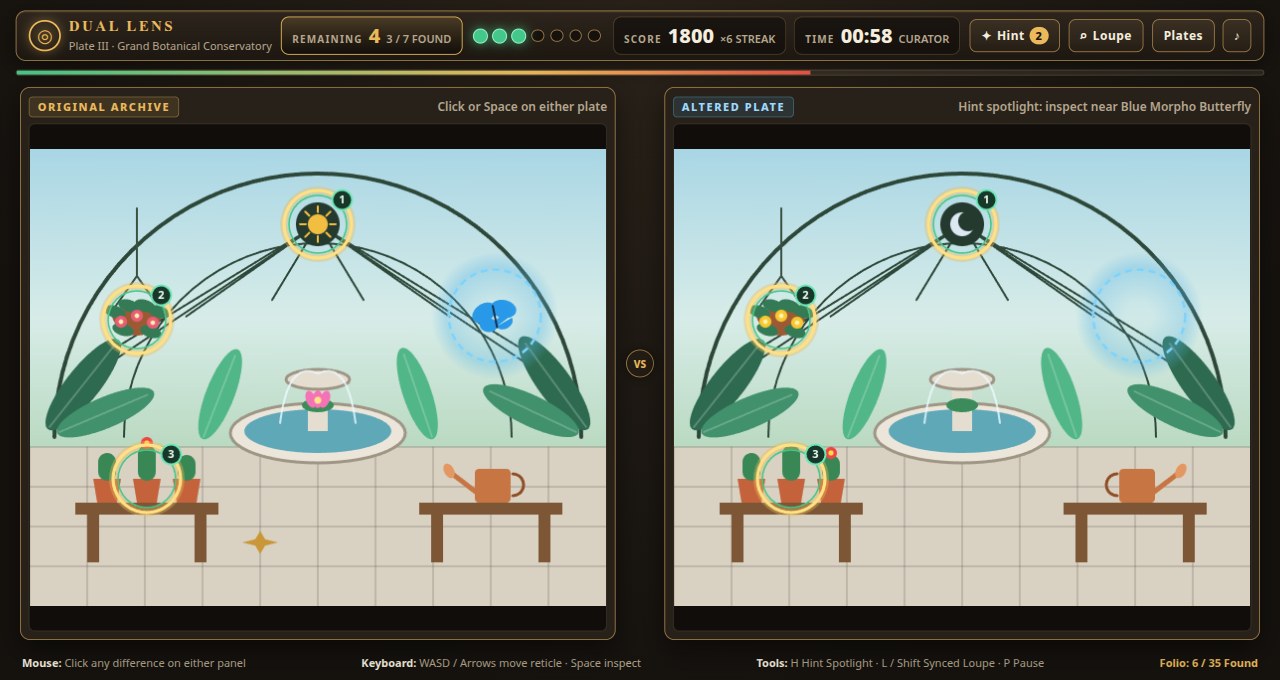 DUAL LENS
Plate III · Grand Botanical Conservatory
REMAINING 4 3 / 7 FOUND
SCORE 1800 ×6 STREAK
TIME 00:58 CURATOR
✦ Hint 2
Loupe
Plates
♪
ORIGINAL ARCHIVE
Click or Space on either plate
ALTERED PLATE
Hint spotlight: inspect near Blue Morpho Butterfly
1
2
3
VS
1
2
3
Mouse: Click any difference on either panel
Keyboard: WASD / Arrows move reticle · Space inspect
Tools: H Hint Spotlight · L / Shift Synced Loupe · P Pause
Folio: 6 / 35 Found